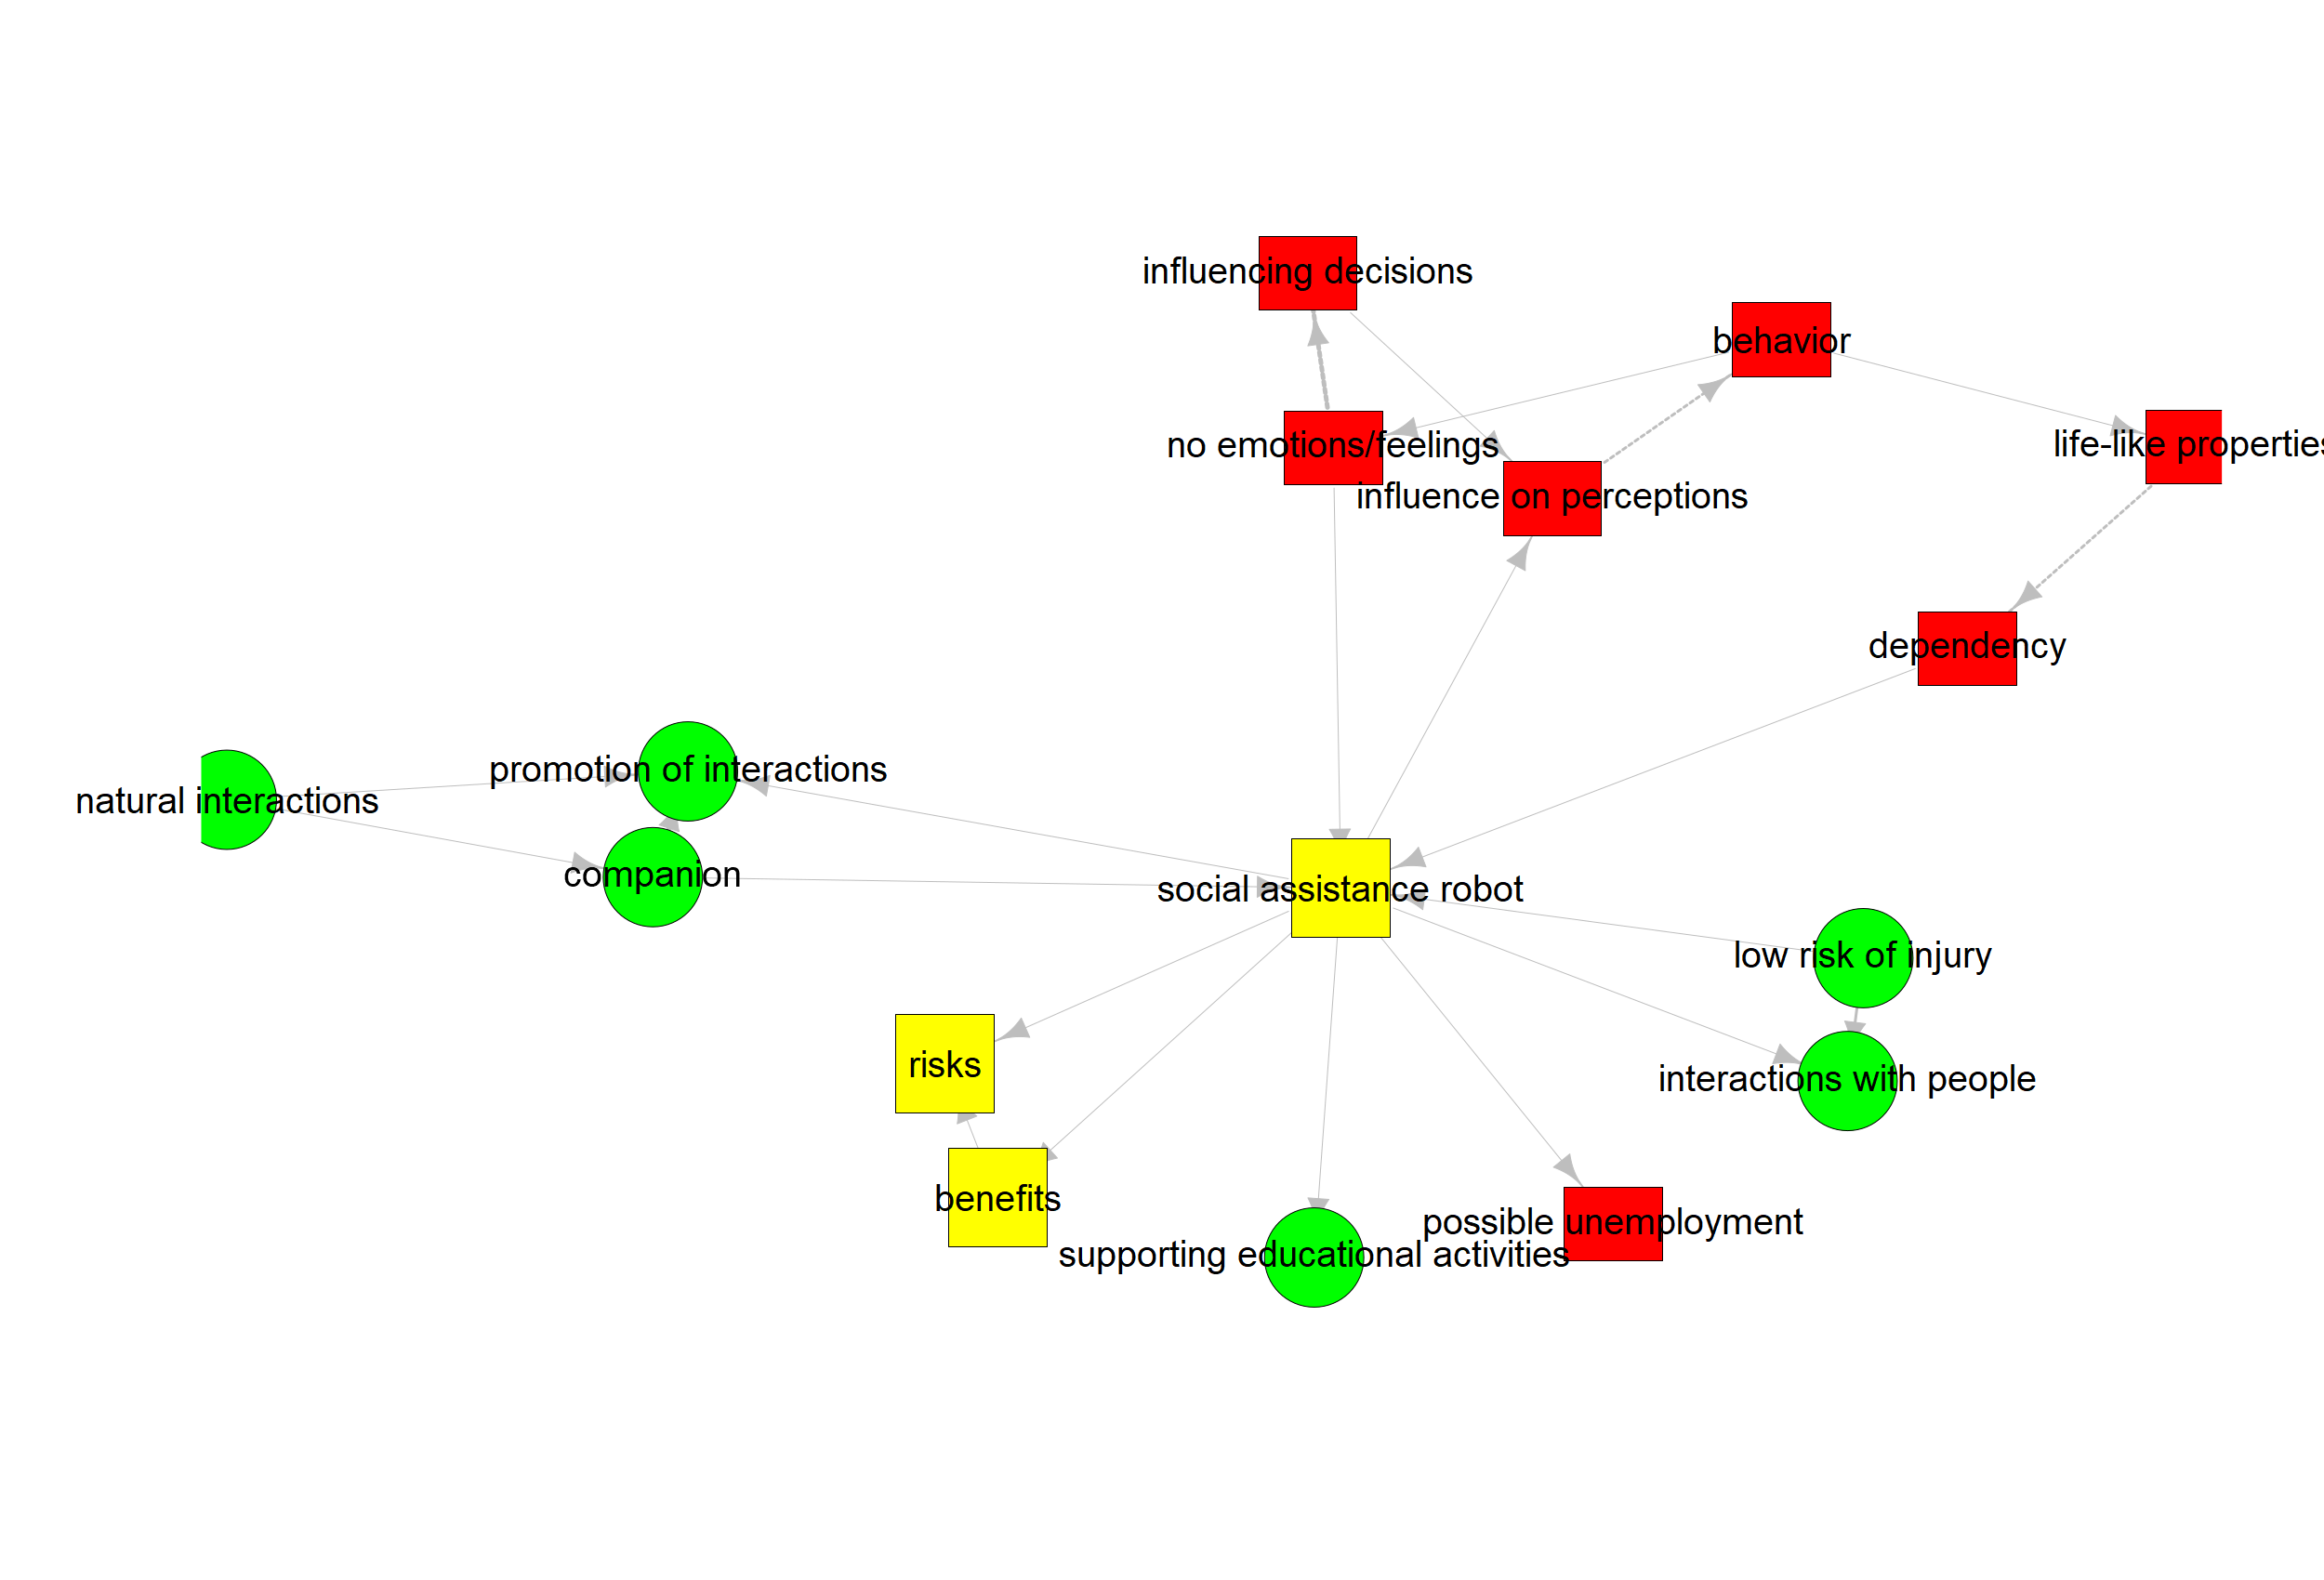 influencing decisions
behavior
no emotions/feelings
life-like properties
influence on perceptions
dependency
promotion of interactions
natural interactions
companion
social assistance robot
low risk of injury
risks
interactions with people
benefits
possible unemployment
supporting educational activities